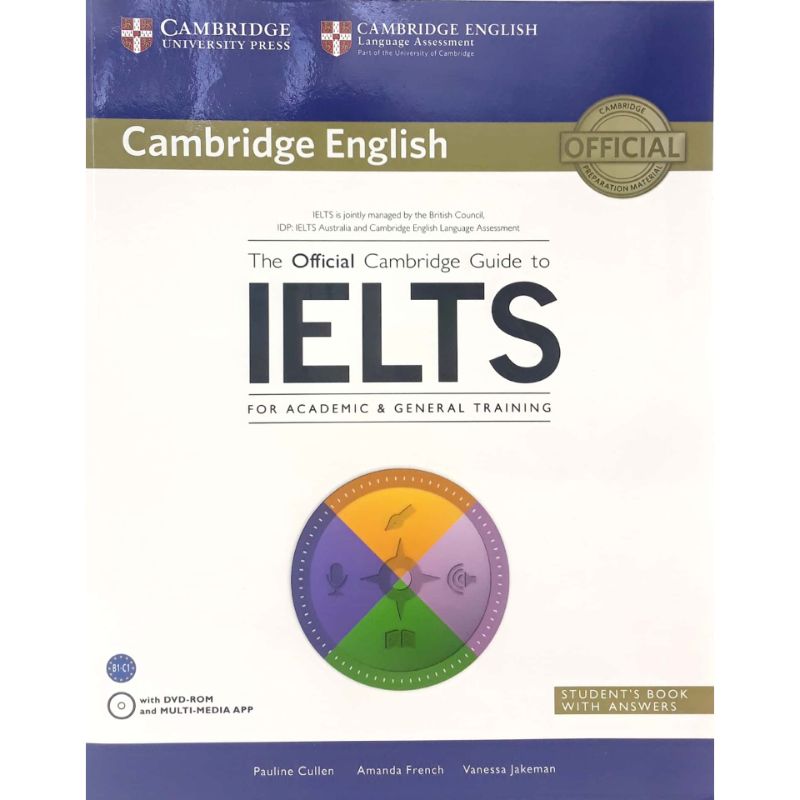 CAMBRIDGE
UNIVERSITY PRESS
CAMBRIDGE ENGLISH
Language Assessment
Part of the University of Cambridge
Cambridge English
CAMBRIDGE
OFFICIAL
PREPARATION MATERIAL
IELTS is jointly managed by the British Council,
IDP: IELTS Australia and Cambridge English Language Assessment
The Official Cambridge Guide to
IELTS
FOR ACADEMIC & GENERAL TRAINING
B1-C1
with DVD-ROM
and MULTI-MEDIA APP
STUDENT'S BOOK
WITH ANSWERS
Pauline Cullen Amanda French Vanessa Jakeman